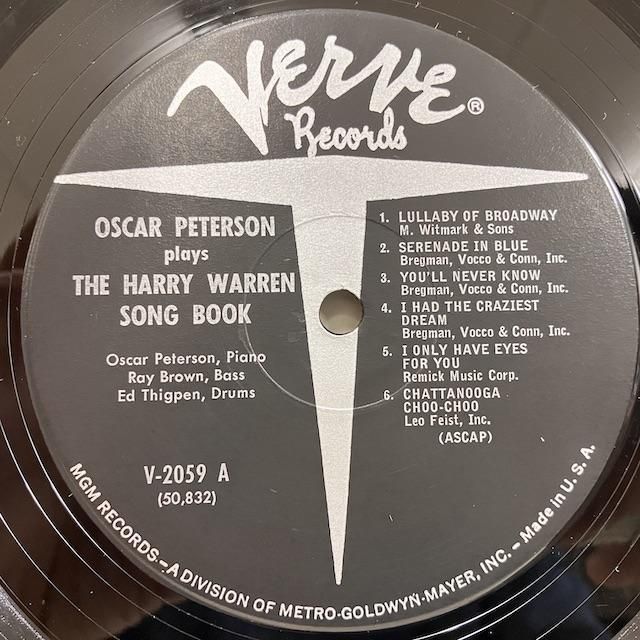 Verve®
Records
OSCAR PETERSON
plays
THE HARRY WARREN
SONG BOOK
Oscar Peterson, Piano
Ray Brown, Bass
Ed Thigpen, Drums
V-2059 A
(50,832)
1. LULLABY OF BROADWAY
M. Witmark & Sons
2. SERENADE IN BLUE
Bregman, Vocco & Conn, Inc.
3. YOU'LL NEVER KNOW
Bregman, Vocco & Conn, Inc.
4. I HAD THE CRAZIEST
DREAM
Bregman, Vocco & Conn, Inc.
5. I ONLY HAVE EYES
FOR YOU
Remick Music Corp.
6. CHATTANOOGA
CHOO-CHOO
Leo Feist, Inc.
(ASCAP)
MGM RECORDS—A DIVISION OF METRO-GOLDWYN-MAYER, INC. – Made in U.S.A.